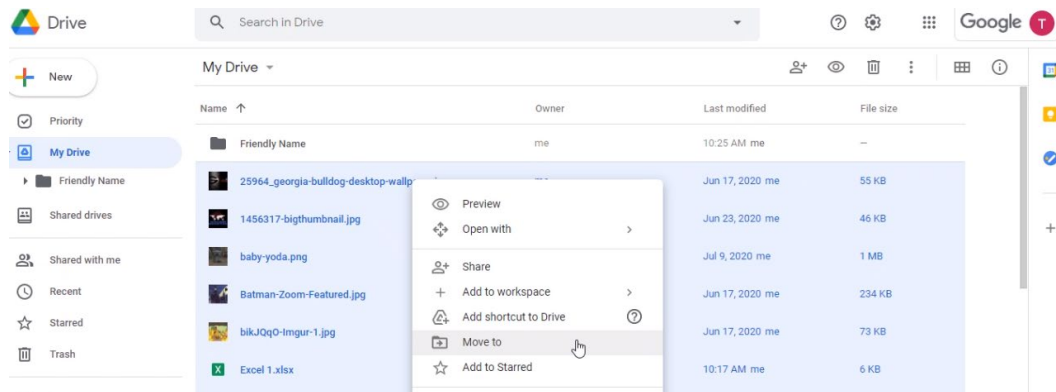 Drive
Search in Drive
Google T
New
My Drive
Name Owner Last modified File size
Priority
Friendly Name me 10:25 AM me –
My Drive
Friendly Name
25964_georgia-bulldog-desktop-wallp Jun 17, 2020 me 55 KB
Preview
Shared drives
1456317-bigthumbnail.jpg Jun 23, 2020 me 46 KB
Open with
Shared with me
baby-yoda.png Jul 9, 2020 me 1 MB
Share
Recent
Batman-Zoom-Featured.jpg Jun 17, 2020 me 234 KB
Add to workspace
Add shortcut to Drive
Starred
bikJQqO-Imgur-1.jpg Jun 17, 2020 me 73 KB
Move to
Trash
Excel 1.xlsx 10:17 AM me 6 KB
Add to Starred